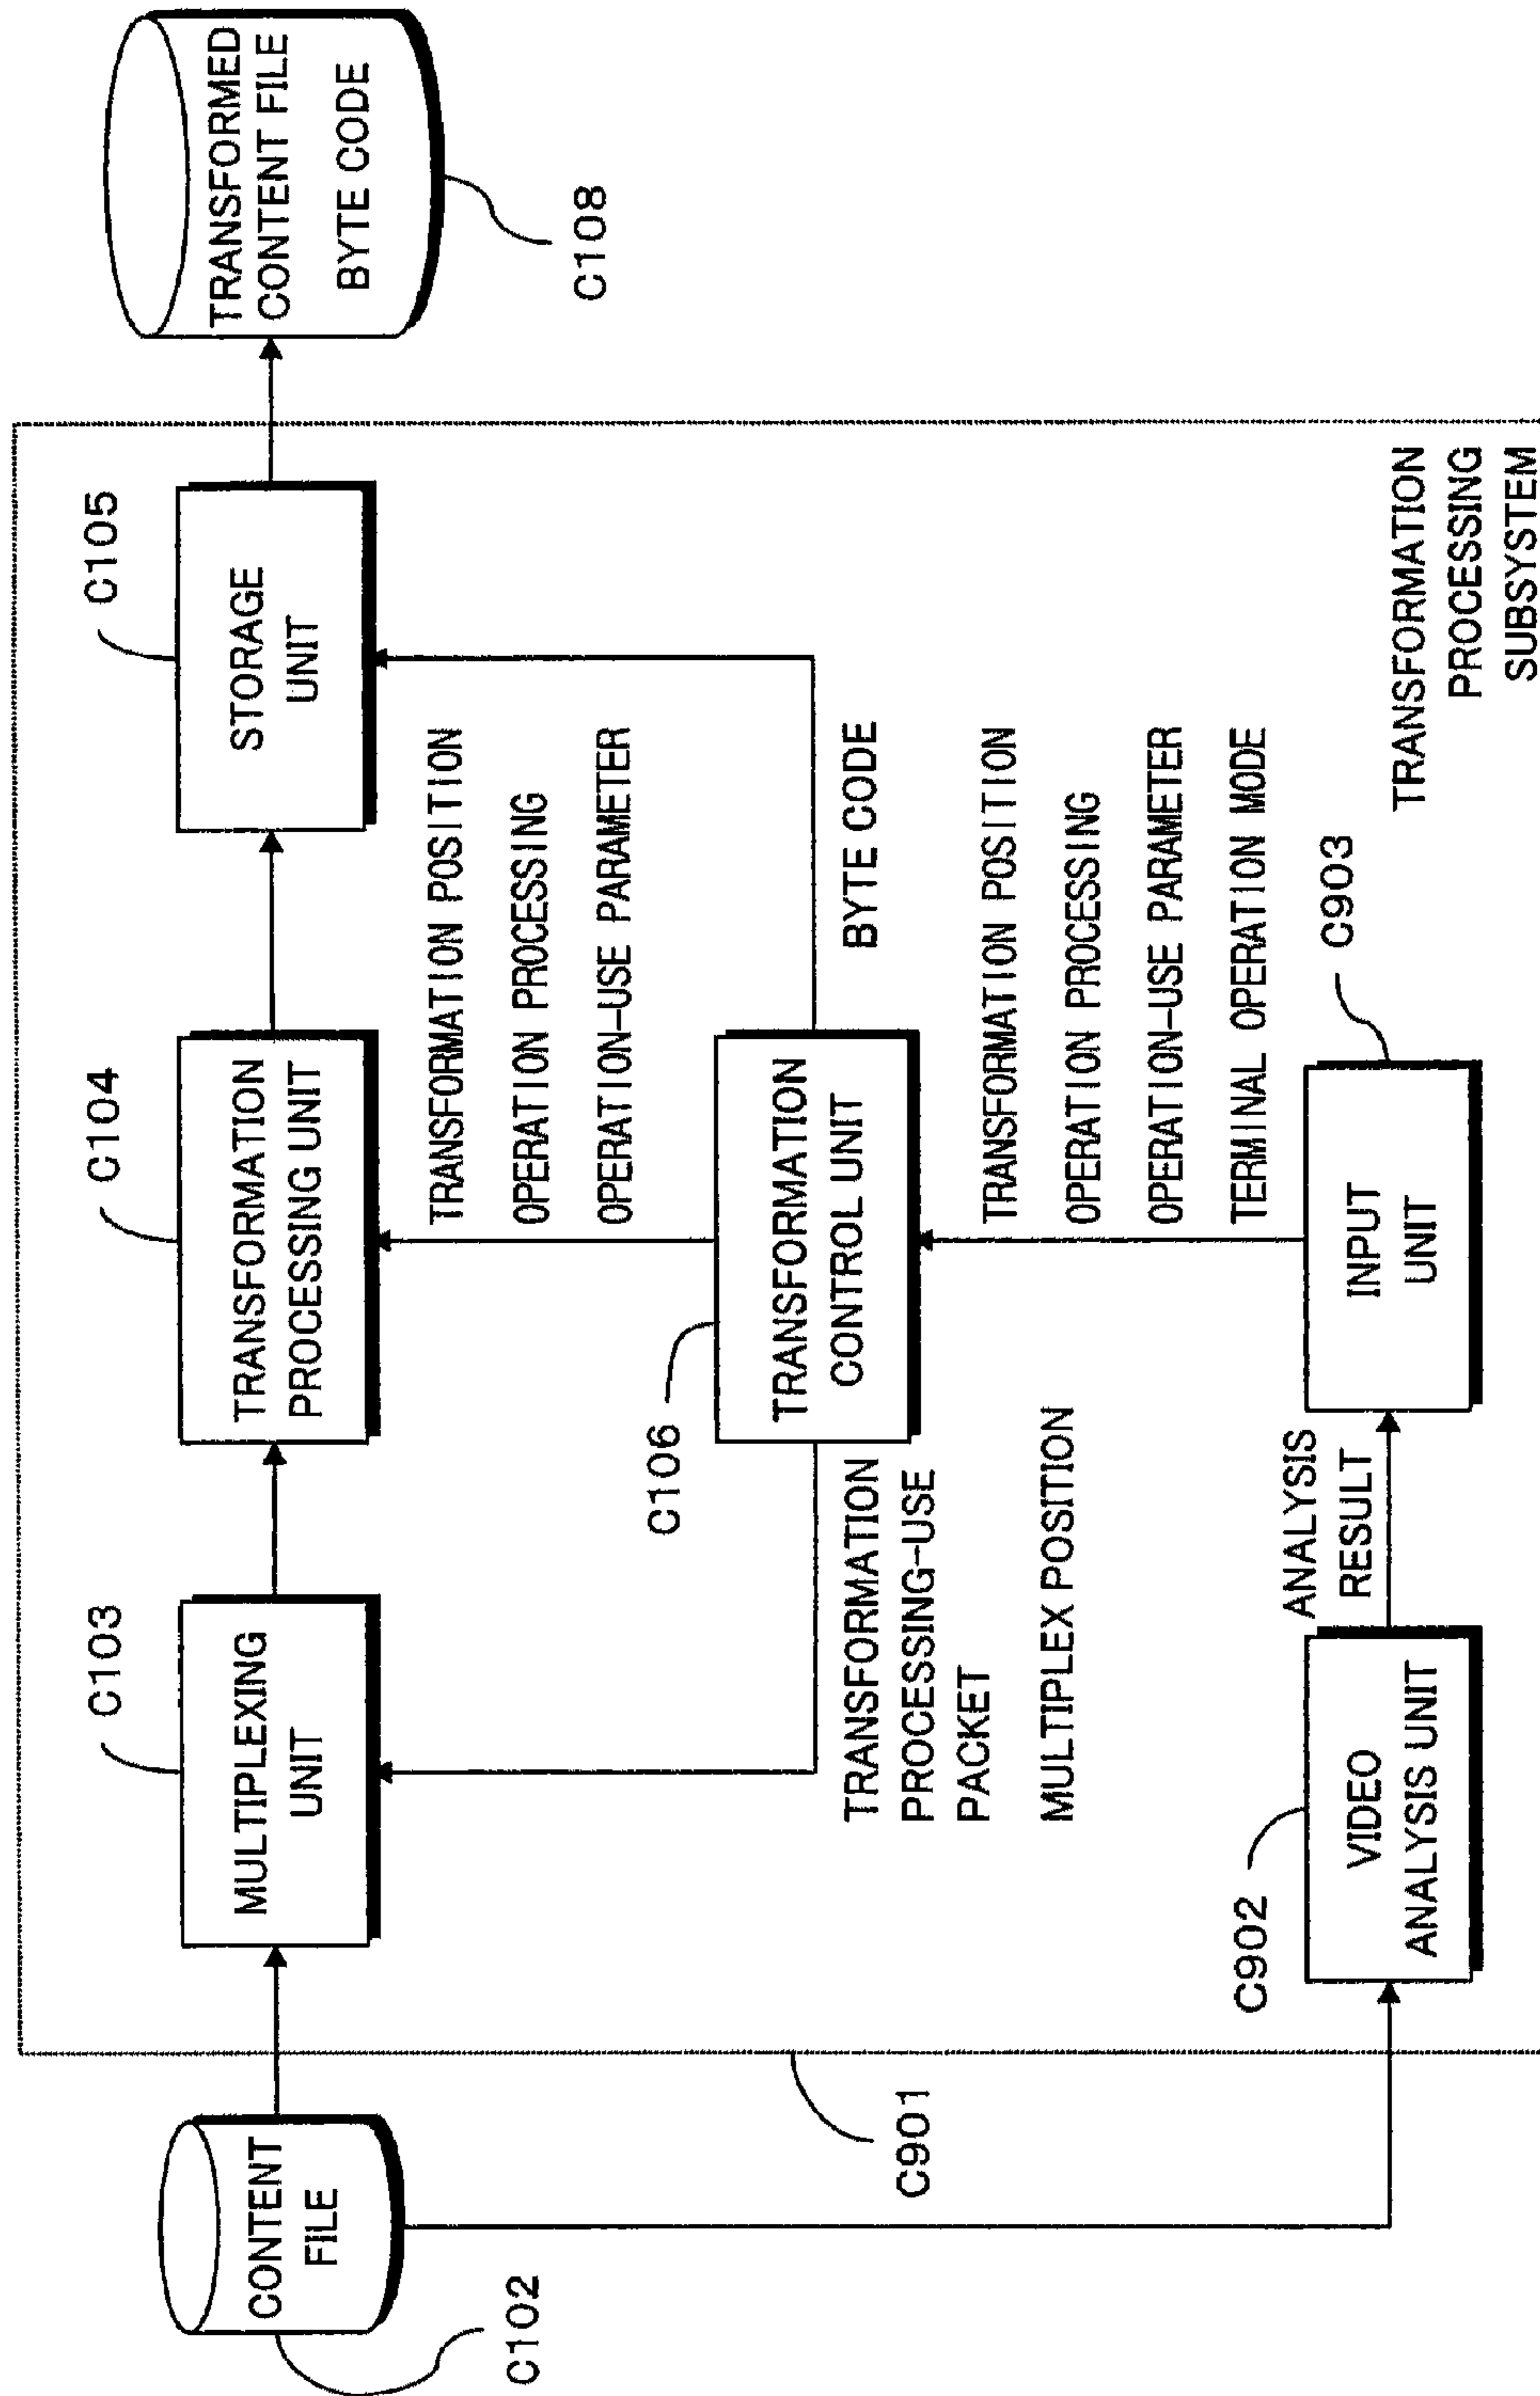 C102
CONTENT
FILE
C901
C103
MULTIPLEXING
UNIT
C104
TRANSFORMATION
PROCESSING UNIT
C105
STORAGE
UNIT
TRANSFORMED
CONTENT FILE
BYTE CODE
C108
TRANSFORMATION POSITION
OPERATION PROCESSING
OPERATION-USE PARAMETER
C106
TRANSFORMATION
CONTROL UNIT
BYTE CODE
TRANSFORMATION
PROCESSING-USE
PACKET
MULTIPLEX POSITION
TRANSFORMATION POSITION
OPERATION PROCESSING
OPERATION-USE PARAMETER
TERMINAL OPERATION MODE
C902
VIDEO
ANALYSIS UNIT
ANALYSIS
RESULT
C903
INPUT
UNIT
TRANSFORMATION
PROCESSING
SUBSYSTEM